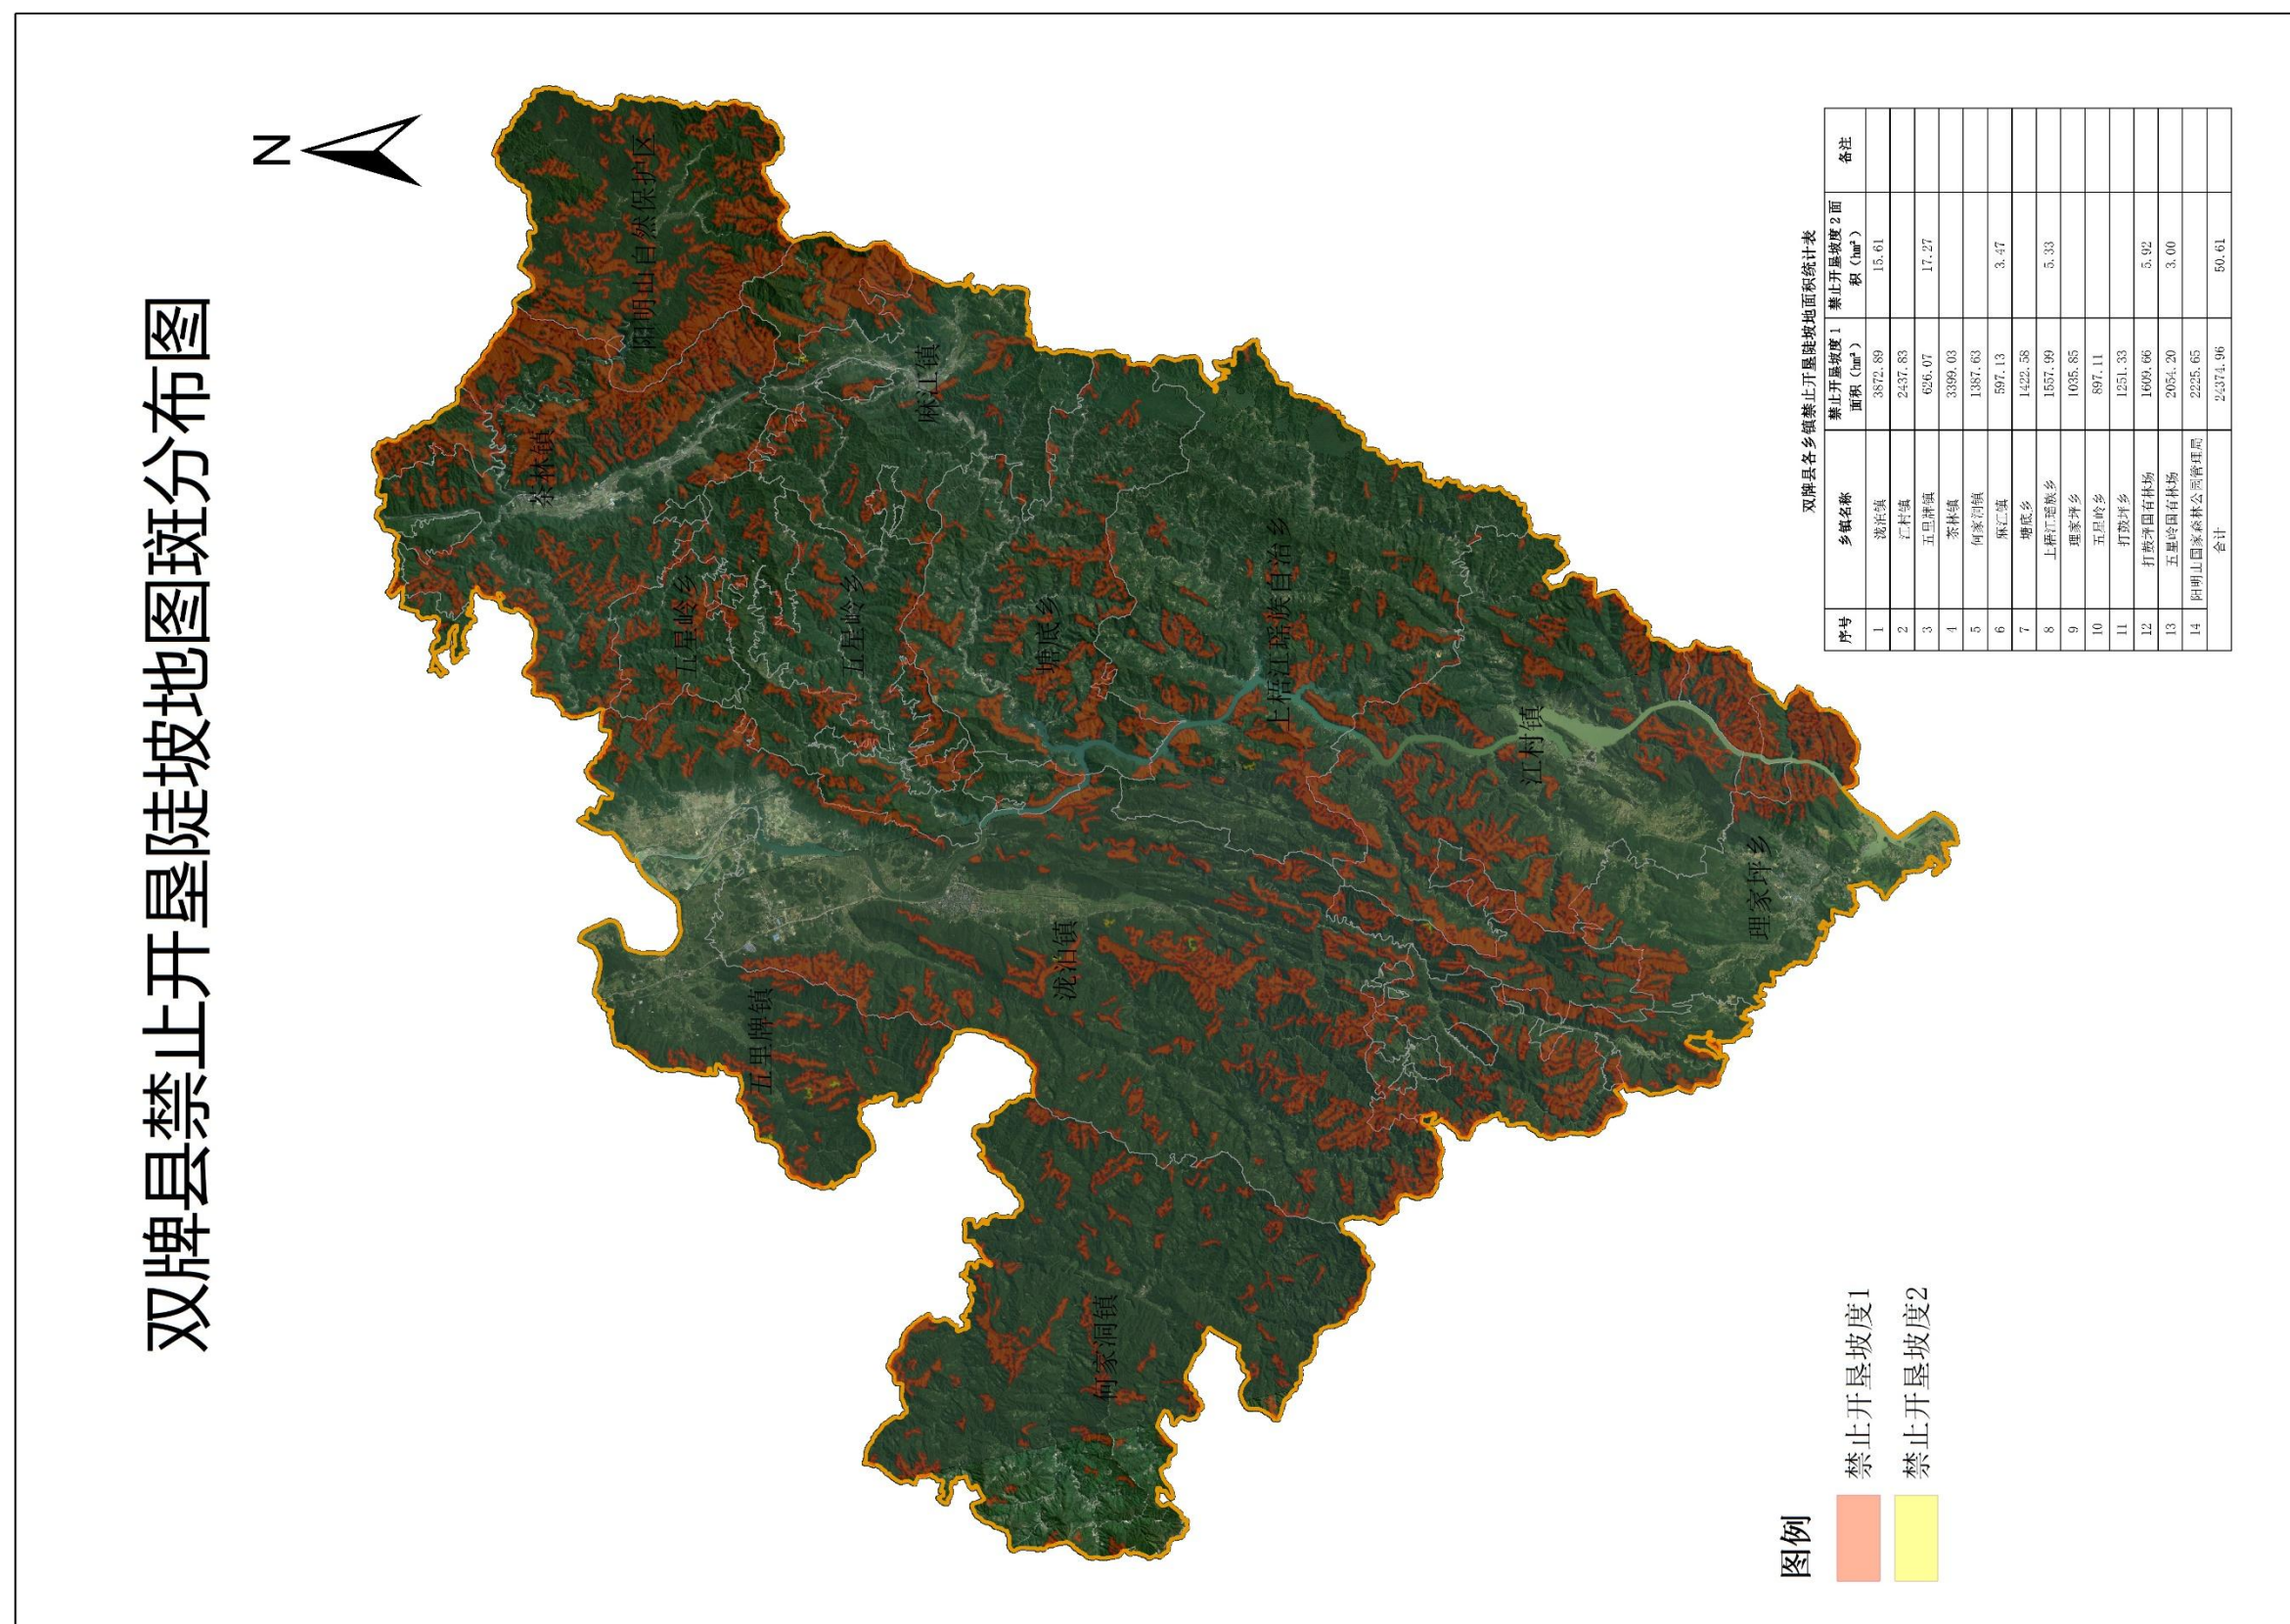 双牌县禁止开垦陡坡地图斑分布图
N
阳明山自然保护区
茶林镇
麻江镇
五星岭乡
五星岭乡
塘底乡
上梧江瑶族自治乡
江村镇
理家坪乡
泷泊镇
五里牌镇
何家洞镇
双牌县各乡镇禁止开垦陡坡地面积统计表
序号 乡镇名称 禁止开垦坡度1面积（hm²） 禁止开垦坡度2面积（hm²） 备注
1 泷泊镇 3872.89 15.61
2 江村镇 2437.83
3 五里牌镇 626.07 17.27
4 茶林镇 3399.03
5 何家洞镇 1387.63
6 麻江镇 597.13 3.47
7 塘底乡 1422.58
8 上梧江瑶族乡 1557.99 5.33
9 理家坪乡 1035.85
10 五星岭乡 897.11
11 打鼓坪乡 1251.33
12 打鼓坪国有林场 1609.66 5.92
13 五星岭国有林场 2054.20 3.00
14 阳明山国家森林公园管理局 2225.65
合计 24374.96 50.61
图例
禁止开垦坡度1
禁止开垦坡度2